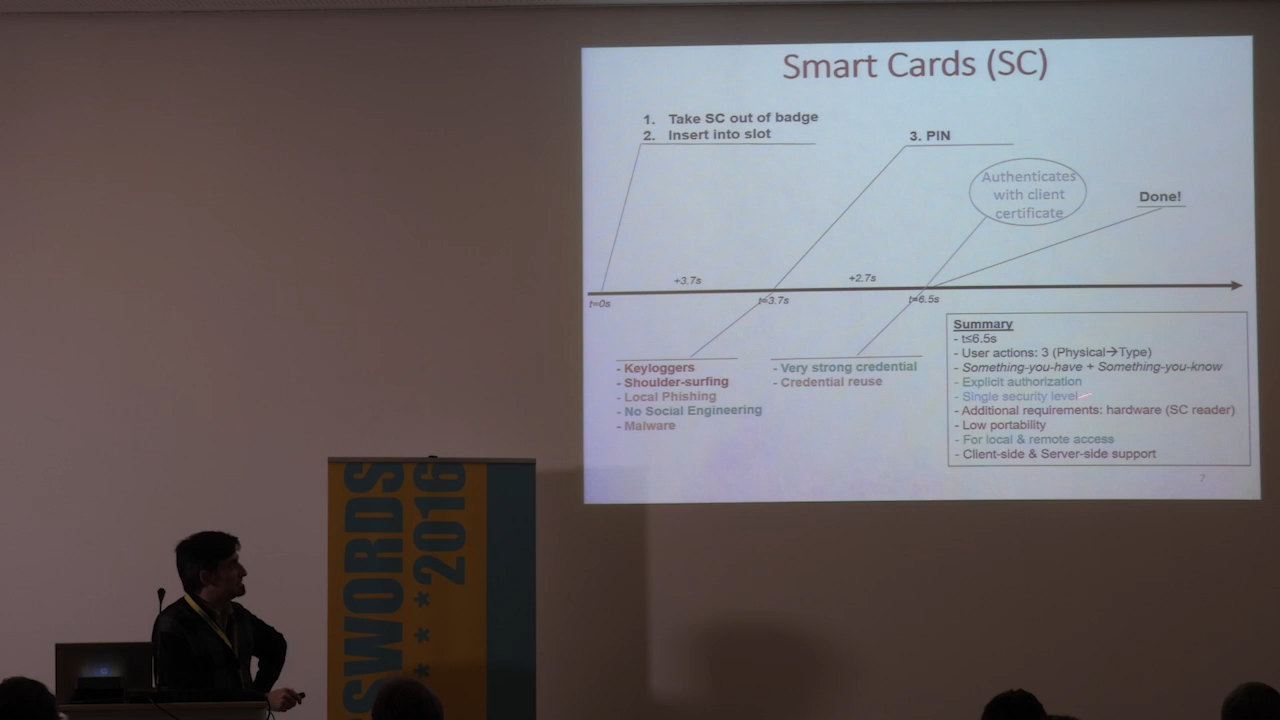 Smart Cards (SC)
1. Take SC out of badge
2. Insert into slot
3. PIN
Authenticates
with client
certificate
Done!
+3.7s
+2.7s
t=0s
t=3.7s
t=6.5s
- Keyloggers
- Shoulder-surfing
- Local Phishing
- No Social Engineering
- Malware
- Very strong credential
- Credential reuse
Summary
- t≤6.5s
- User actions: 3 (Physical→Type)
- Something-you-have + Something-you-know
- Explicit authorization
- Single security level
- Additional requirements: hardware (SC reader)
- Low portability
- For local & remote access
- Client-side & Server-side support
7
SWORDS
* * * 2016